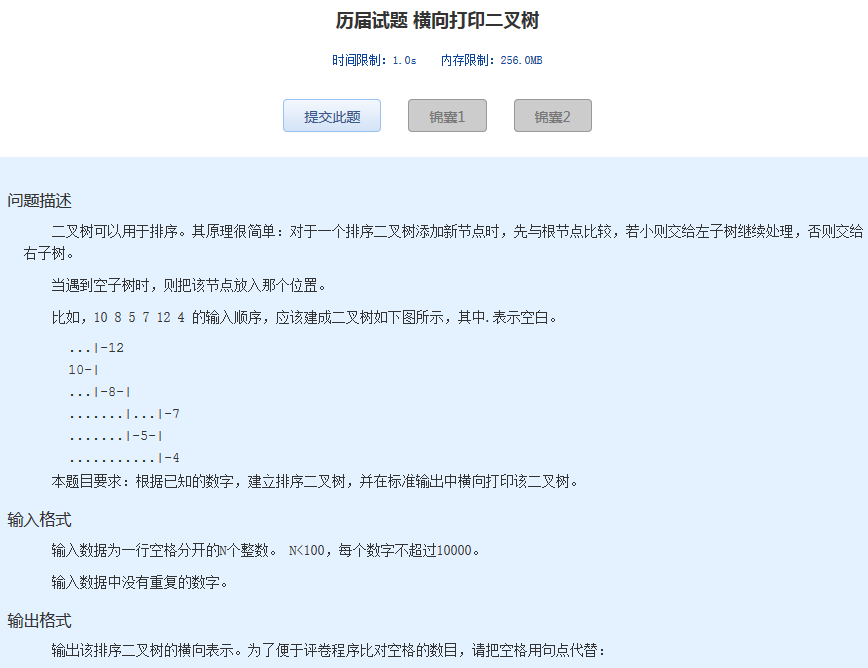 历届试题 横向打印二叉树
时间限制：1.0s 内存限制：256.0MB
提交此题 锦囊1 锦囊2
问题描述
二叉树可以用于排序。其原理很简单：对于一个排序二叉树添加新节点时，先与根节点比较，若小则交给左子树继续处理，否则交给
右子树。
当遇到空子树时，则把该节点放入那个位置。
比如，10 8 5 7 12 4 的输入顺序，应该建成二叉树如下图所示，其中.表示空白。
...|-12
10-|
...|-8-|
.......|...|-7
.......|-5-|
...........|-4
本题目要求：根据已知的数字，建立排序二叉树，并在标准输出中横向打印该二叉树。
输入格式
输入数据为一行空格分开的N个整数。 N<100，每个数字不超过10000。
输入数据中没有重复的数字。
输出格式
输出该排序二叉树的横向表示。为了便于评卷程序比对空格的数目，请把空格用句点代替：